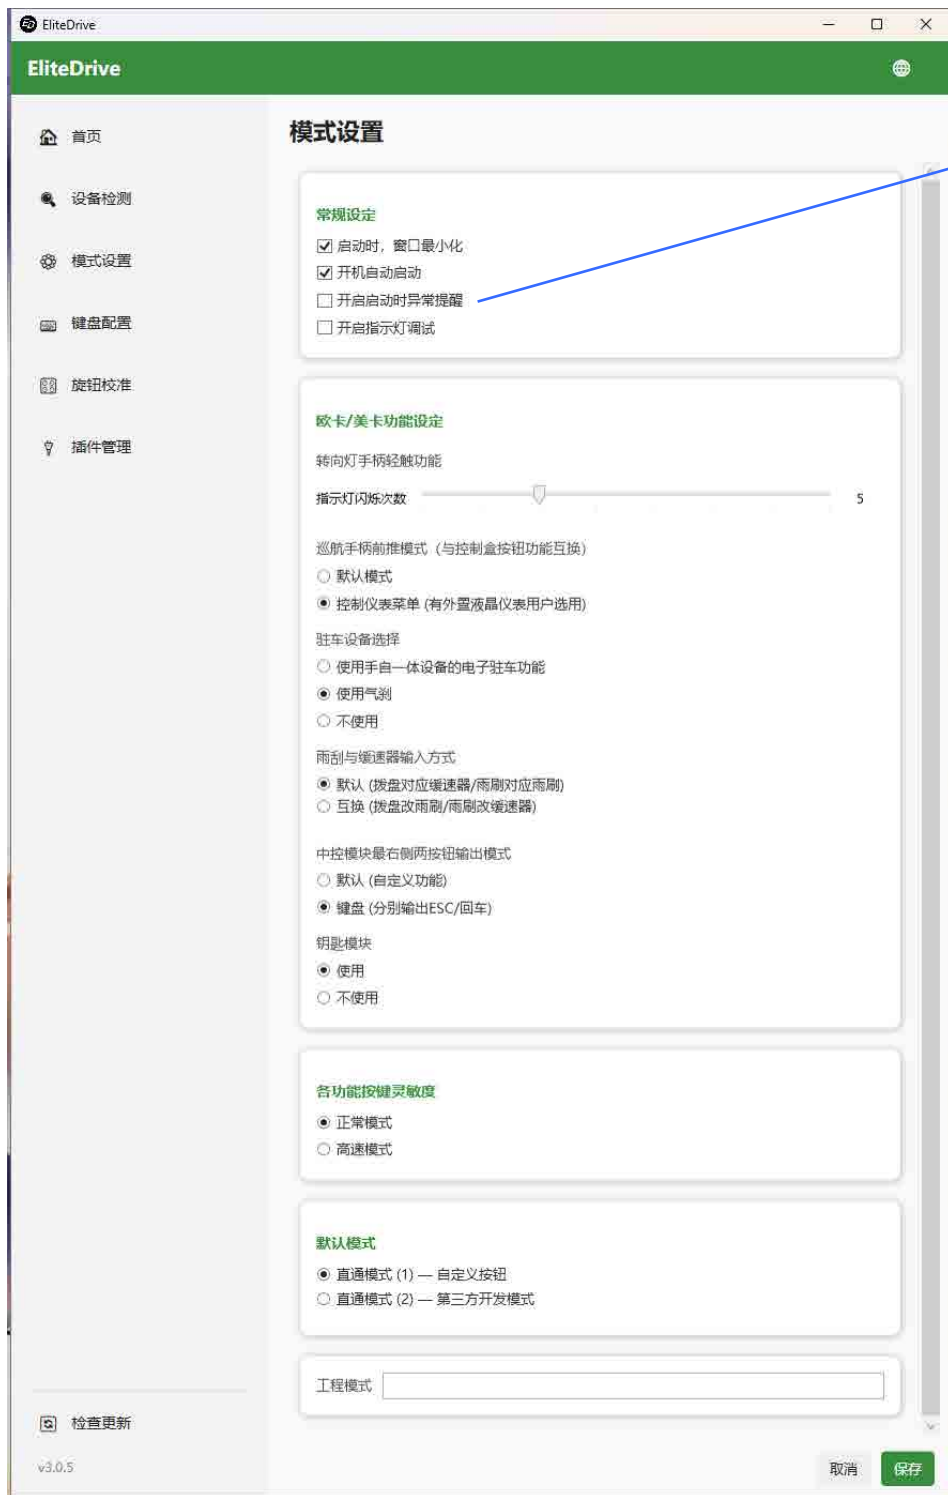 EliteDrive
EliteDrive
首页
设备检测
模式设置
键盘配置
旋钮校准
插件管理
模式设置
常规设定
启动时，窗口最小化
开机自动启动
开启启动时异常提醒
开启指示灯调试
欧卡/美卡功能设定
转向灯手柄轻触功能
指示灯闪烁次数 5
巡航手柄前推模式（与控制盒按钮功能互换）
默认模式
控制仪表菜单 (有外置液晶仪表用户选用)
驻车设备选择
使用手自一体设备的电子驻车功能
使用气刹
不使用
雨刮与缓速器输入方式
默认 (拨盘对应缓速器/雨刷对应雨刷)
互换 (拨盘改雨刷/雨刷改缓速器)
中控模块最右侧两按钮输出模式
默认 (自定义功能)
键盘 (分别输出ESC/回车)
钥匙模块
使用
不使用
各功能按键灵敏度
正常模式
高速模式
默认模式
直通模式 (1) — 自定义按钮
直通模式 (2) — 第三方开发模式
工程模式
检查更新
v3.0.5
取消 保存